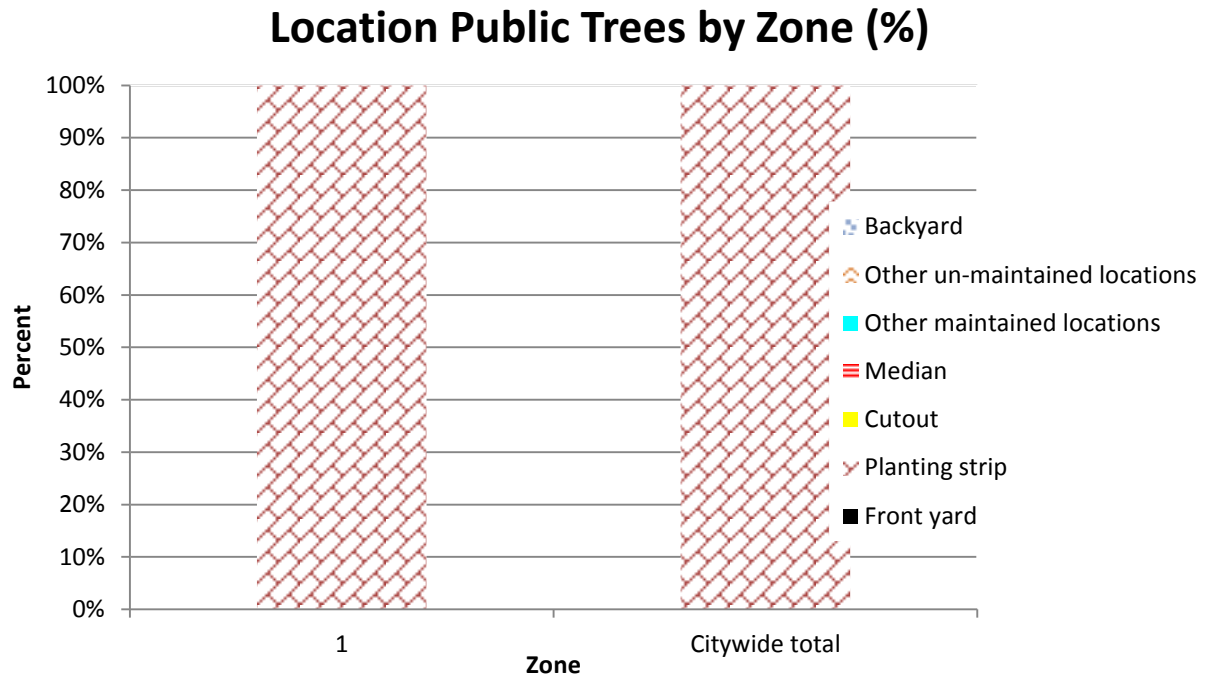 Location Public Trees by Zone (%)
100%
90%
80%
70%
60%
50%
40%
30%
20%
10%
0%
Percent
Backyard
Other un-maintained locations
Other maintained locations
Median
Cutout
Planting strip
Front yard
1
Citywide total
Zone